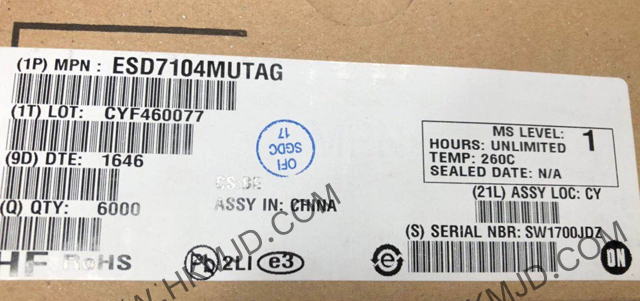 (1P) MPN : ESD7104MUTAG
(1T) LOT: CYF460077
(9D) DTE: 1646
(Q) QTY: 6000
OFI
SGDC
17
ASSY IN: CHINA
MS LEVEL: 1
HOURS: UNLIMITED
TEMP: 260C
SEALED DATE: N/A
(21L) ASSY LOC: CY
(S) SERIAL NBR: SW1700JDZ
HF RoHS
Pb 2LI e3
e
ON
WWW.HKMJD.COM